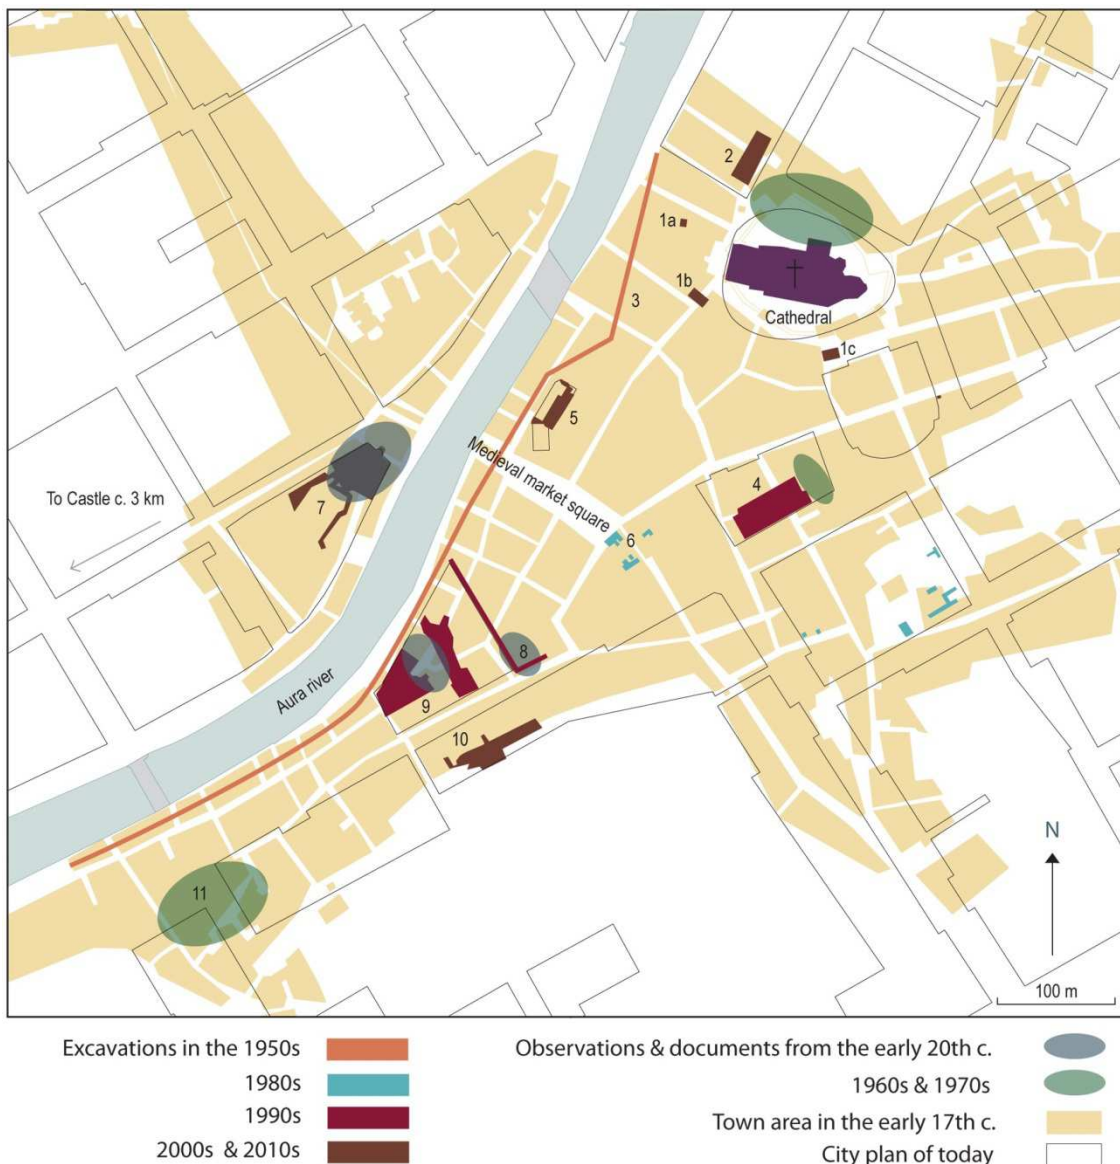 2
1a
1b
3
Cathedral
1c
5
To Castle c. 3 km
7
Medieval market square
4
6
8
Aura river
9
10
N
11
100 m
Excavations in the 1950s
Observations & documents from the early 20th c.
1980s
1960s & 1970s
1990s
Town area in the early 17th c.
2000s & 2010s
City plan of today